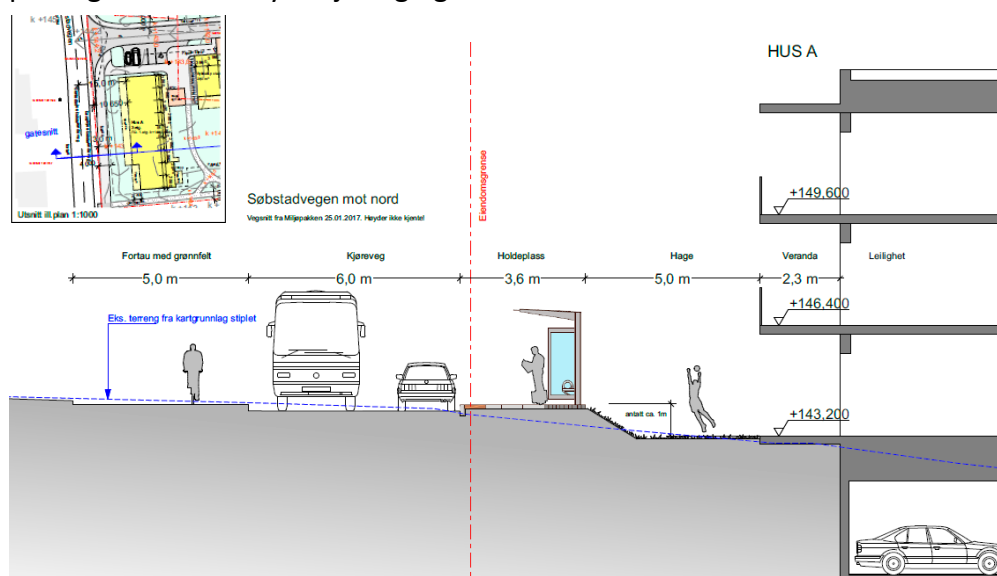 HUS A
gatesnitt
Utsnitt ill.plan 1:1000
Søbstadvegen mot nord
Vegsnitt fra Miljøpakken 25.01.2017. Høyder ikke kjente!
Eiendomsgrense
+149,600
Fortau med grønnfelt
Kjøreveg
Holdeplass
Hage
Veranda
Leilighet
5,0 m
6,0 m
3,6 m
5,0 m
2,3 m
+146,400
Eks. terreng fra kartgrunnlag stiplet
antatt ca. 1m
+143,200